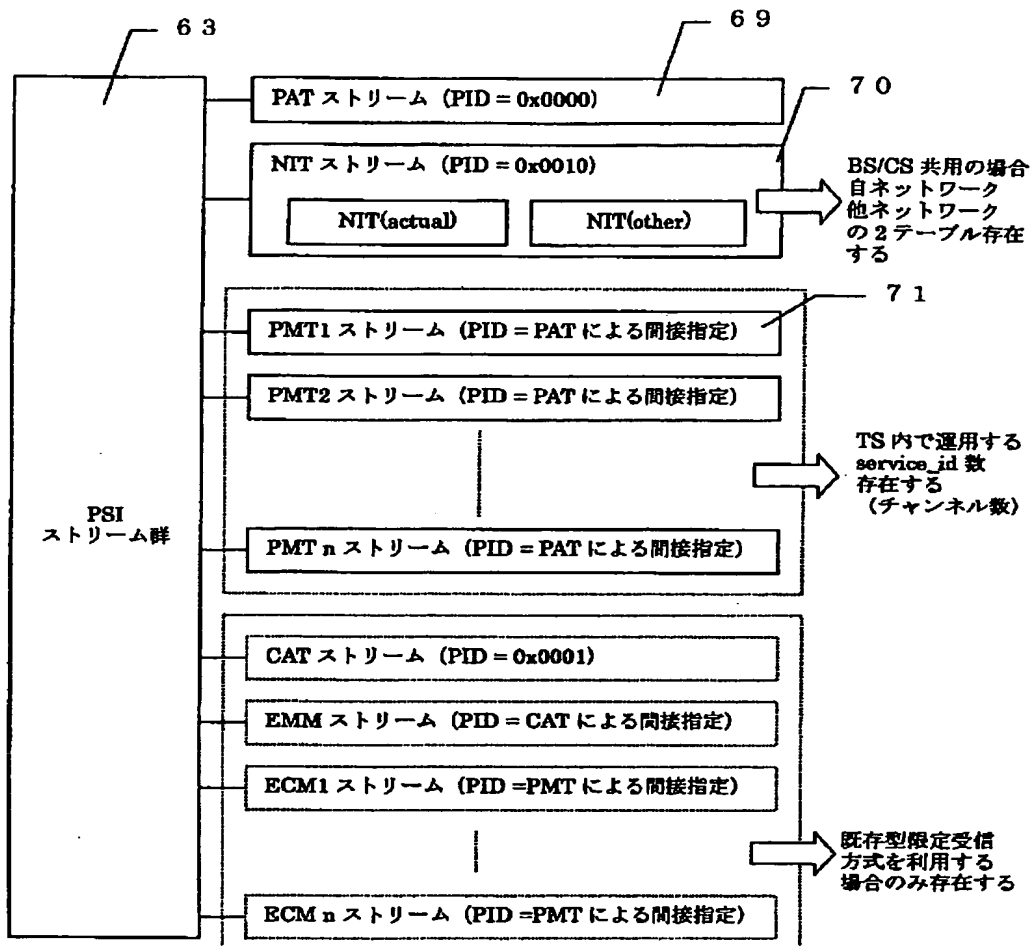 ６３
６９
PAT ストリーム（PID = 0x0000）
７０
NIT ストリーム（PID = 0x0010）
NIT(actual)
NIT(other)
BS/CS 共用の場合
自ネットワーク
他ネットワーク
の２テーブル存在
する
７１
PMT1 ストリーム（PID = PAT による間接指定）
PMT2 ストリーム（PID = PAT による間接指定）
TS 内で運用する
service_id 数
存在する
（チャンネル数）
PSI
ストリーム群
PMT n ストリーム（PID = PAT による間接指定）
CAT ストリーム（PID = 0x0001）
EMM ストリーム（PID = CAT による間接指定）
ECM1 ストリーム（PID =PMT による間接指定）
既存型限定受信
方式を利用する
場合のみ存在する
ECM n ストリーム（PID =PMT による間接指定）